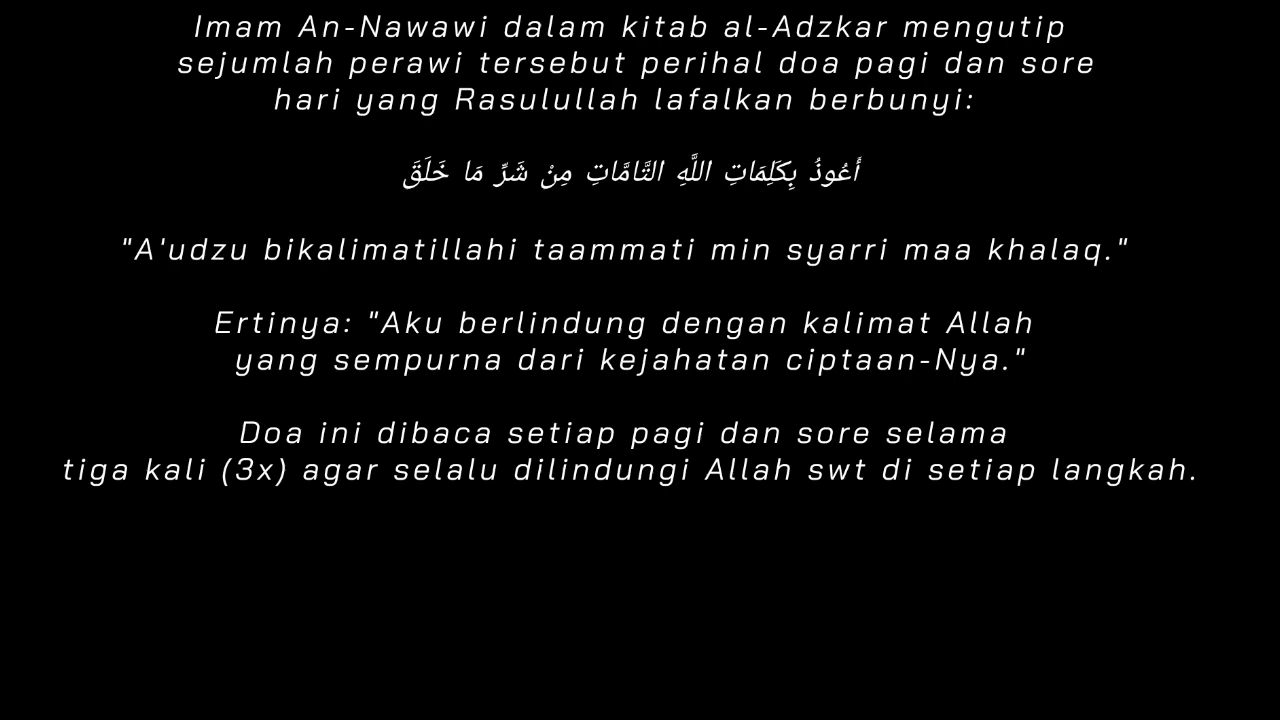 Imam An-Nawawi dalam kitab al-Adzkar mengutip
sejumlah perawi tersebut perihal doa pagi dan sore
hari yang Rasulullah lafalkan berbunyi:
أَعُوذُ بِكَلِمَاتِ اللَّهِ التَّامَّاتِ مِنْ شَرِّ مَا خَلَقَ
"A'udzu bikalimatillahi taammati min syarri maa khalaq."
Ertinya: "Aku berlindung dengan kalimat Allah
yang sempurna dari kejahatan ciptaan-Nya."
Doa ini dibaca setiap pagi dan sore selama
tiga kali (3x) agar selalu dilindungi Allah swt di setiap langkah.